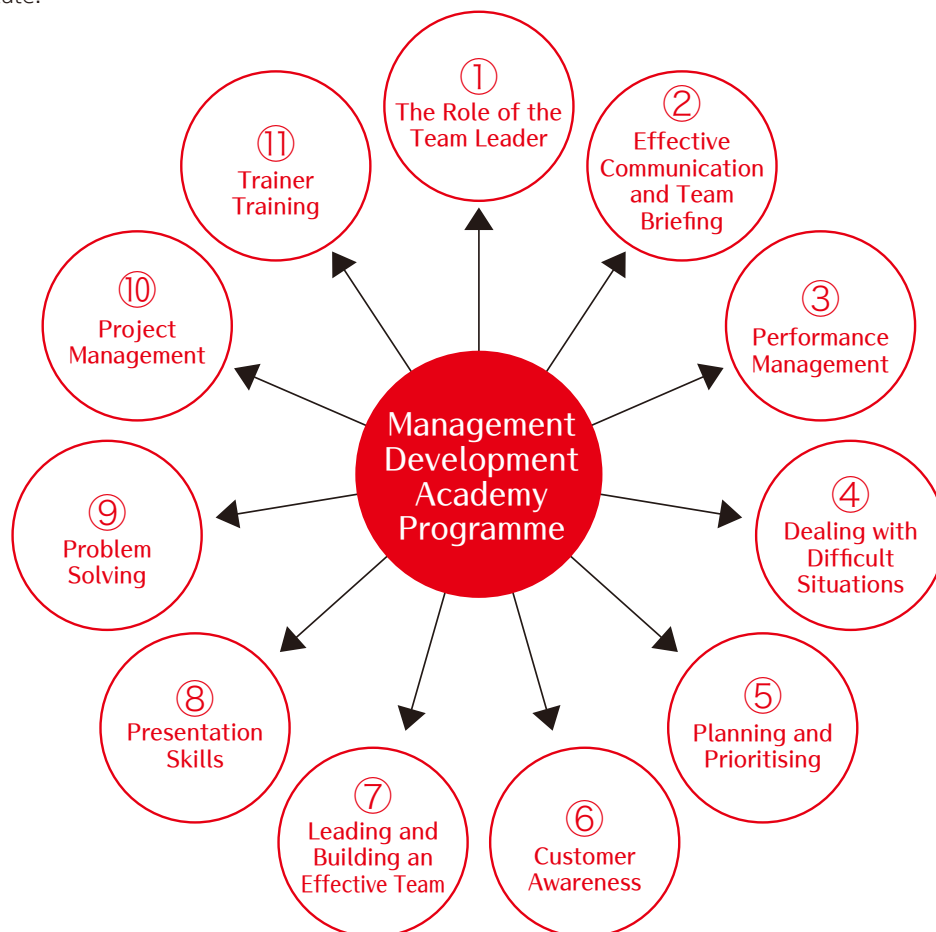 ①
The Role of the
Team Leader
②
Effective
Communication
and Team
Briefing
③
Performance
Management
④
Dealing with
Difficult
Situations
⑤
Planning and
Prioritising
⑥
Customer
Awareness
⑦
Leading and
Building an
Effective Team
⑧
Presentation
Skills
⑨
Problem
Solving
⑩
Project
Management
⑪
Trainer
Training
Management
Development
Academy
Programme